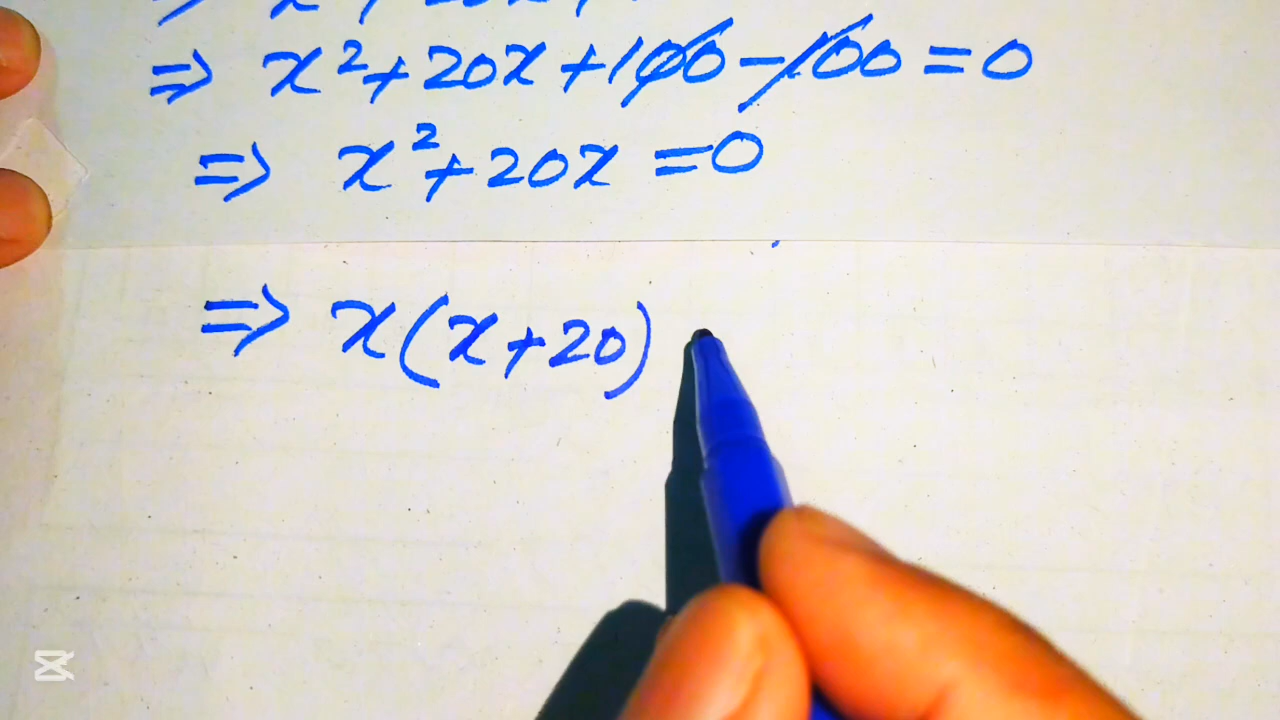 ⇒ x² + 20x + 100 - 100 = 0
⇒ x² + 20x = 0
⇒ x(x + 20)